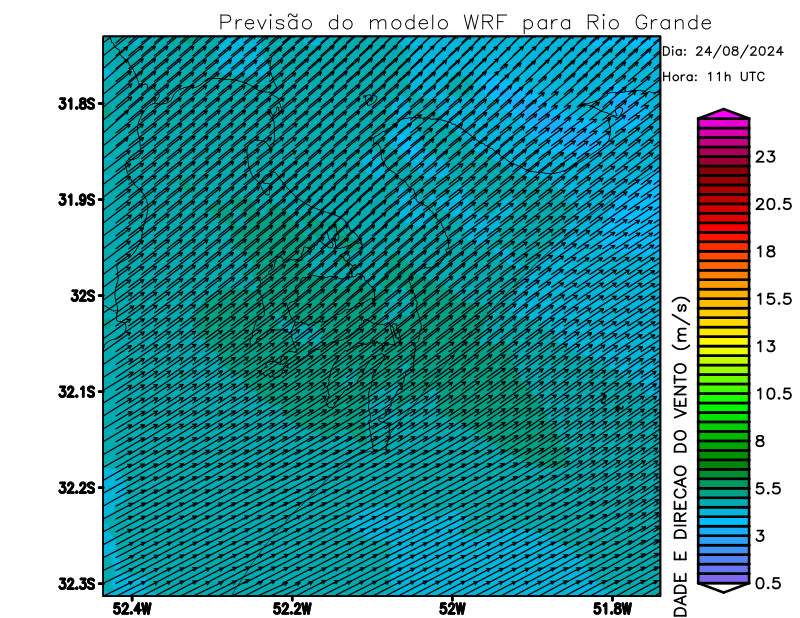 Previsão do modelo WRF para Rio Grande
Dia: 24/08/2024
Hora: 11h UTC
31.8S
31.9S
32S
32.1S
32.2S
32.3S
52.4W
52.2W
52W
51.8W
23
20.5
18
15.5
13
10.5
8
5.5
3
0.5
DADE E DIRECAO DO VENTO (m/s)